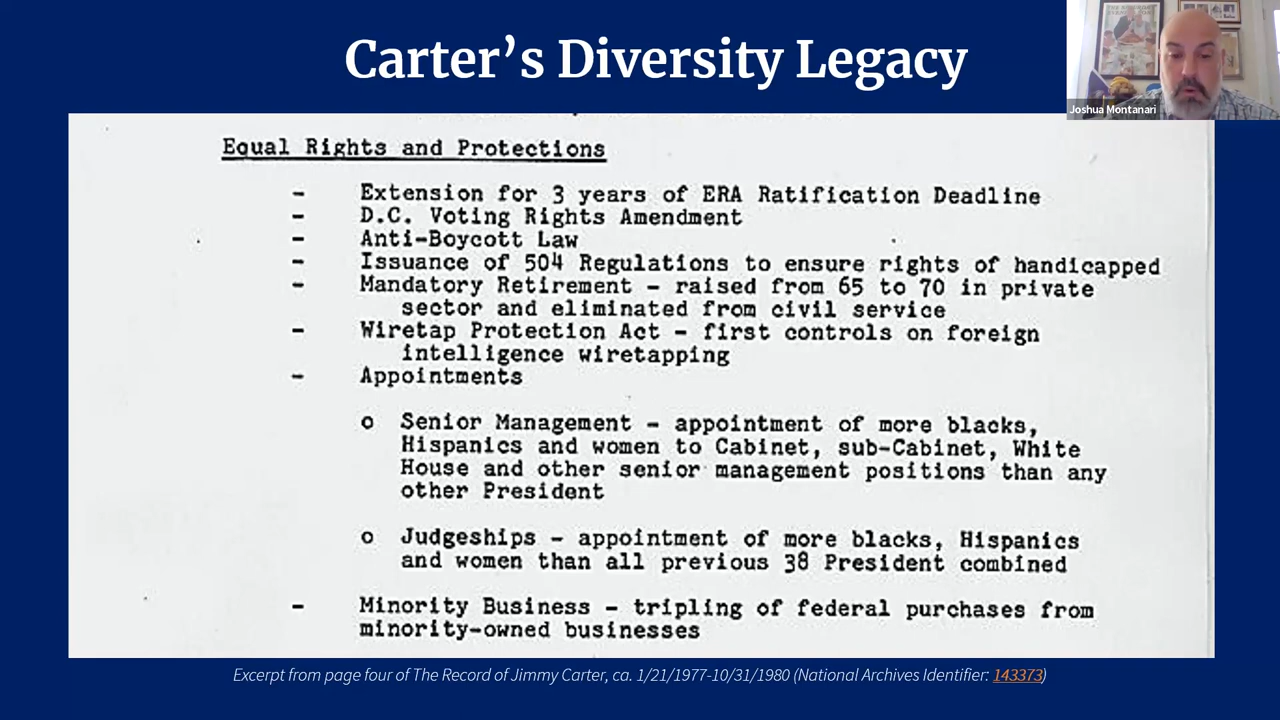 Carter's Diversity Legacy
Joshua Montanari
Equal Rights and Protections
- Extension for 3 years of ERA Ratification Deadline
- D.C. Voting Rights Amendment
- Anti-Boycott Law
- Issuance of 504 Regulations to ensure rights of handicapped
- Mandatory Retirement - raised from 65 to 70 in private
sector and eliminated from civil service
- Wiretap Protection Act - first controls on foreign
intelligence wiretapping
- Appointments
o Senior Management - appointment of more blacks,
Hispanics and women to Cabinet, sub-Cabinet, White
House and other senior management positions than any
other President
o Judgeships - appointment of more blacks, Hispanics
and women than all previous 38 President combined
- Minority Business - tripling of federal purchases from
minority-owned businesses
Excerpt from page four of The Record of Jimmy Carter, ca. 1/21/1977-10/31/1980 (National Archives Identifier: 143373)